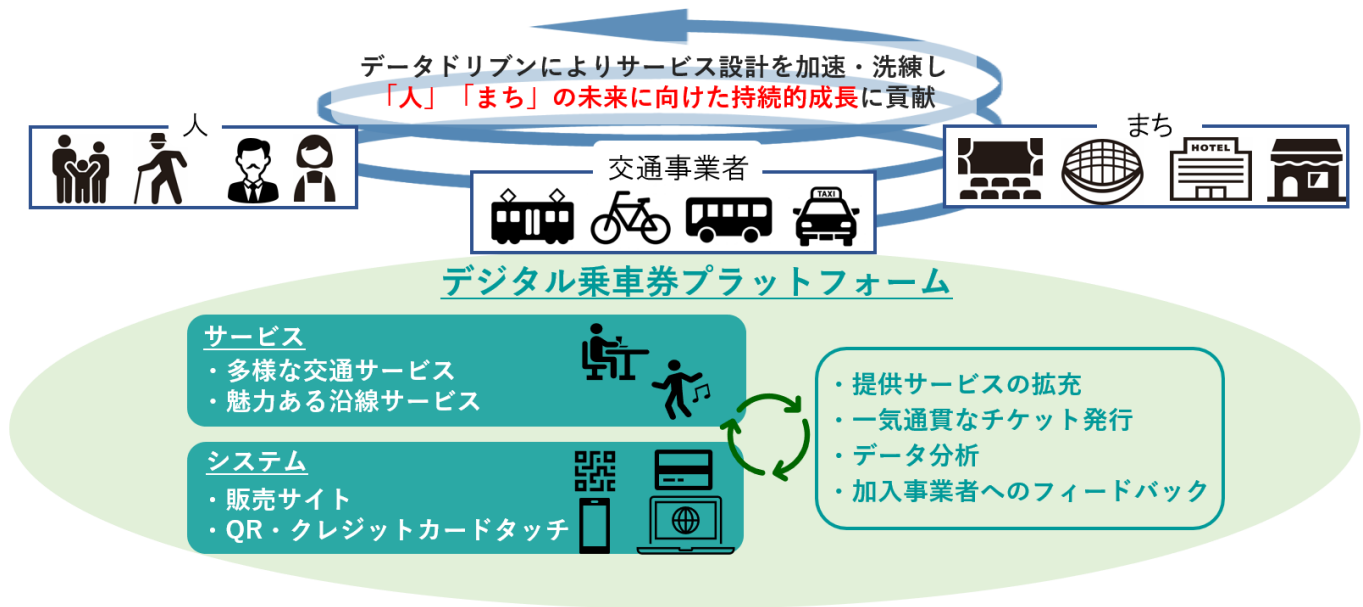 データドリブンによりサービス設計を加速・洗練し
「人」「まち」の未来に向けた持続的成長に貢献
人
まち
HOTEL
交通事業者
TAXI
デジタル乗車券プラットフォーム
サービス
・多様な交通サービス
・魅力ある沿線サービス
システム
・販売サイト
・QR・クレジットカードタッチ
・提供サービスの拡充
・一気通貫なチケット発行
・データ分析
・加入事業者へのフィードバック